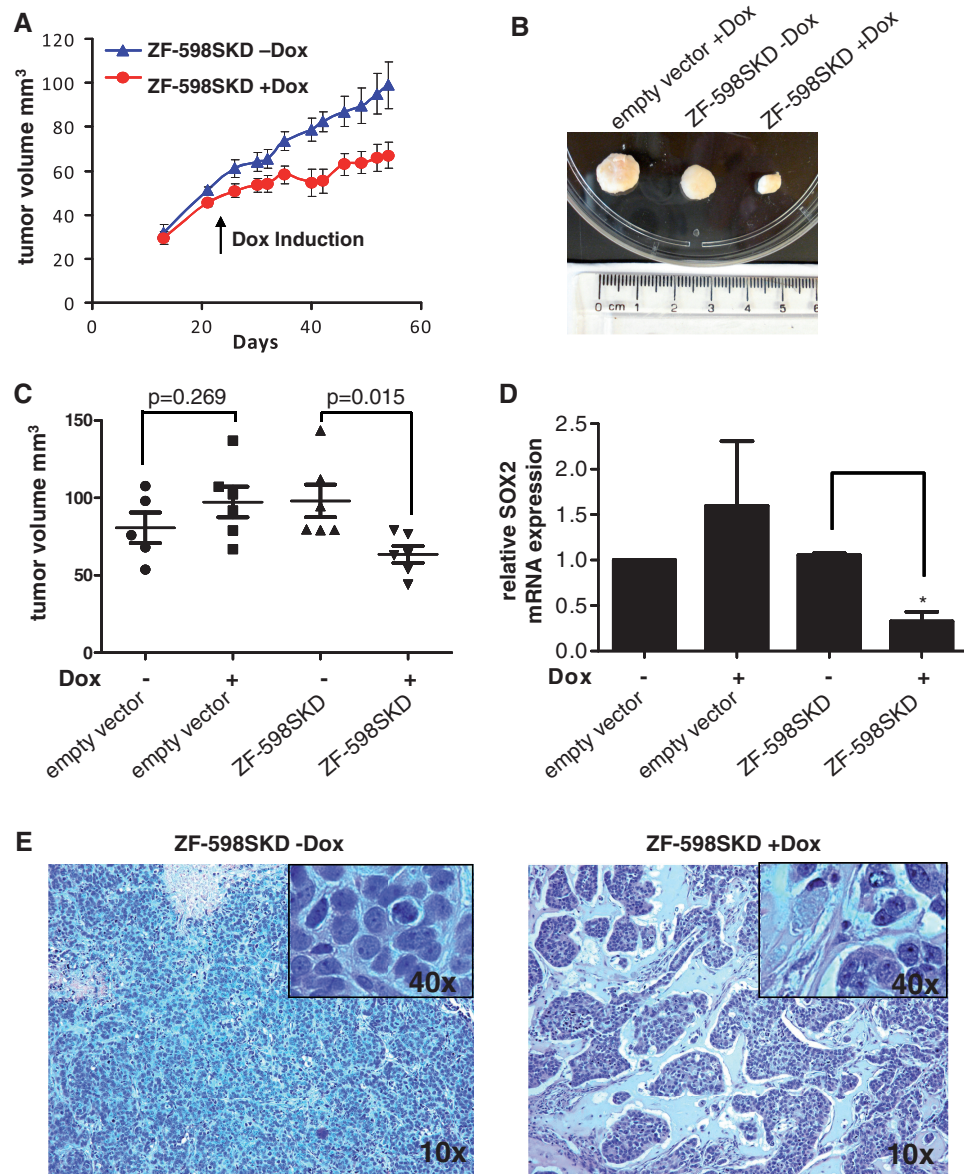 A
tumor volume mm³
120
100
80
60
40
20
0
0
20
40
60
Days
ZF-598SKD –Dox
ZF-598SKD +Dox
Dox Induction
B
empty vector +Dox
ZF-598SKD -Dox
ZF-598SKD +Dox
0 cm 1 2 3 4 5 6
C
p=0.269
p=0.015
tumor volume mm³
150
100
50
0
Dox - + - +
empty vector
empty vector
ZF-598SKD
ZF-598SKD
D
relative SOX2
mRNA expression
2.5
2.0
1.5
1.0
0.5
0.0
*
Dox - + - +
empty vector
empty vector
ZF-598SKD
ZF-598SKD
E
ZF-598SKD -Dox
40x
10x
ZF-598SKD +Dox
40x
10x